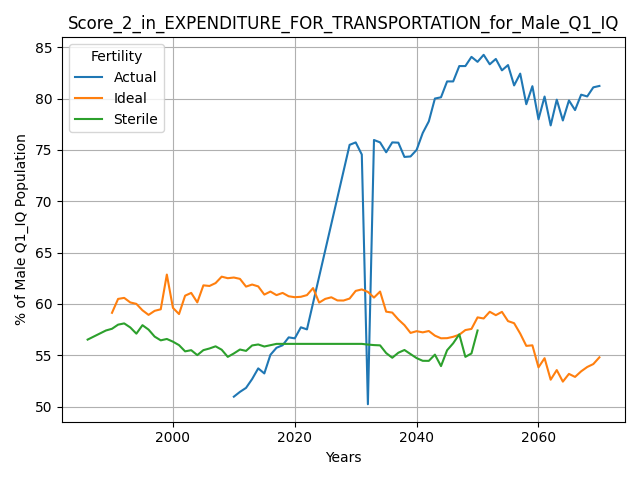 Score_2_in_EXPENDITURE_FOR_TRANSPORTATION_for_Male_Q1_IQ
Fertility
Actual
Ideal
Sterile
% of Male Q1_IQ Population
85
80
75
70
65
60
55
50
2000
2020
2040
2060
Years